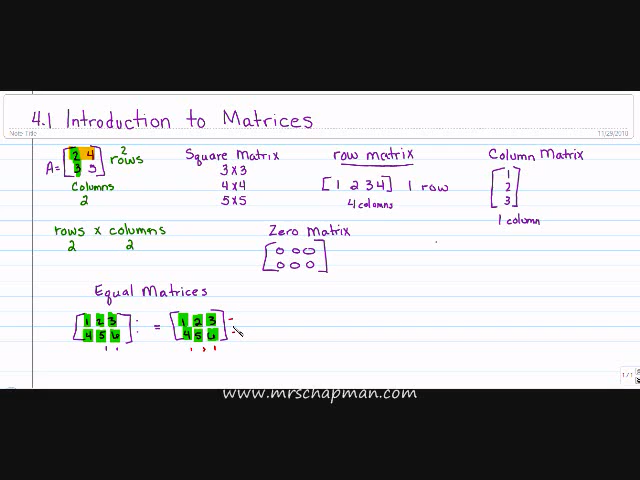 4.1 Introduction to Matrices
Note Title
11/29/2010
A= [2 4
3 5]
2
rows
columns
2
Square Matrix
3x3
4x4
5x5
row matrix
[1 2 3 4] 1 row
4 columns
Column Matrix
[1
2
3]
1 column
rows x columns
2 2
Zero Matrix
[0 0 0
0 0 0]
Equal Matrices
[1 2 3
4 5 6]
=
[1 2 3
4 5 6]
1/1
www.mrschapman.com